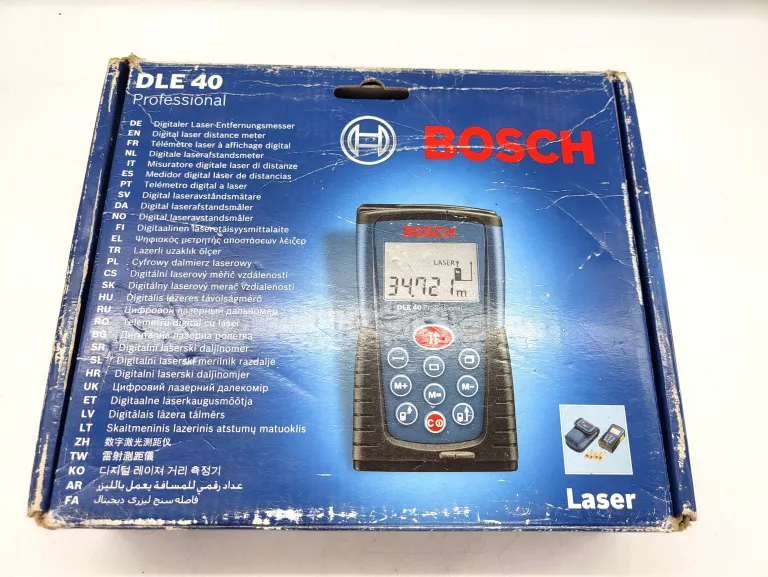 DLE 40
Professional
BOSCH
DE Digitaler Laser-Entfernungsmesser
EN Digital laser distance meter
FR Télémètre laser à affichage digital
NL Digitale laserafstandsmeter
IT Misuratore digitale laser di distanze
ES Medidor digital láser de distancias
PT Telémetro digital a laser
SV Digital laseravståndsmätare
DA Digital laserafstandsmåler
NO Digital laseravstandsmåler
FI Digitaalinen laseretäisyysmittalaite
EL Ψηφιακός μετρητής αποστάσεων λέιζερ
TR Lazerli uzaklık ölçer
PL Cyfrowy dalmierz laserowy
CS Digitální laserový měřič vzdálenosti
SK Digitálny laserový merač vzdialeností
HU Digitális lézeres távolságmérő
RU Цифровой лазерный дальномер
RO Telemetru digital cu laser
BG Дигитална лазерна ролетка
SR Digitalni laserski daljinomer
SL Digitalni laserski merilnik razdalje
HR Digitalni laserski daljinomjer
UK Цифровий лазерний далекомір
ET Digitaalne laserkaugusmõõtja
LV Digitālais lāzera tālmērs
LT Skaitmeninis lazerinis atstumų matuoklis
ZH 数字激光测距仪
TW 雷射測距儀
KO 디지털 레이저 거리 측정기
AR عداد رقمي للمسافة يعمل بالليزر
FA فاصله سنج لیزری دیجیتال
BOSCH
LASER
34.721 m
DLE 40 Professional
M+
M=
M-
C
Laser